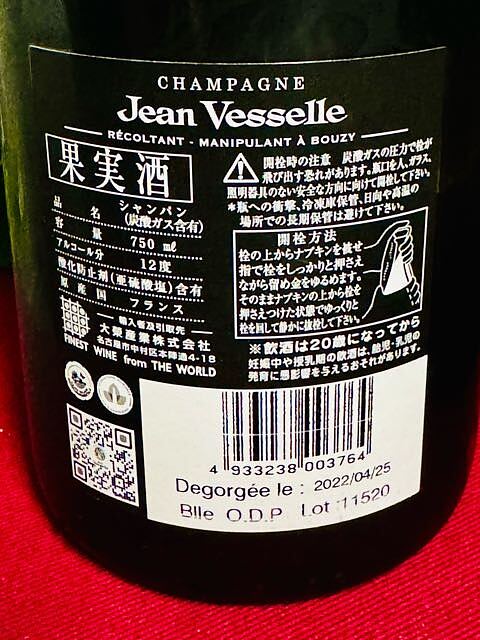 CHAMPAGNE
Jean Vesselle
RÉCOLTANT - MANIPULANT À BOUZY
果実酒
品名 シャンパン
(炭酸ガス含有)
容量 750 ml
アルコール分 12度
酸化防止剤(亜硫酸塩)含有
原産国 フランス
輸入者及引取先
大榮産業株式会社
名古屋市中村区本陣通4-18
FINEST WINE from THE WORLD
開栓時の注意 炭酸ガスの圧力で栓が
飛び出す恐れがあります。瓶口を人、ガラス、
照明器具のない安全な方向に向けて開栓して下さい。
*瓶への衝撃、冷凍庫保管、日向や高温の
場所での長期保管は避けて下さい。
開栓方法
栓の上からナプキンを被せ
指で栓をしっかりと押さえ
ながら留め金をゆるめます。
そのままナプキンの上から栓を
押さえつけた状態でゆっくり
栓を回して静かに抜栓して下さい。
※飲酒は20歳になってから
妊娠中や授乳期の飲酒は、胎児・乳児の
発育に悪影響を与えるおそれがあります。
4 933238 003764
Degorgée le : 2022/04/25
Blle O.D.P Lot :11520